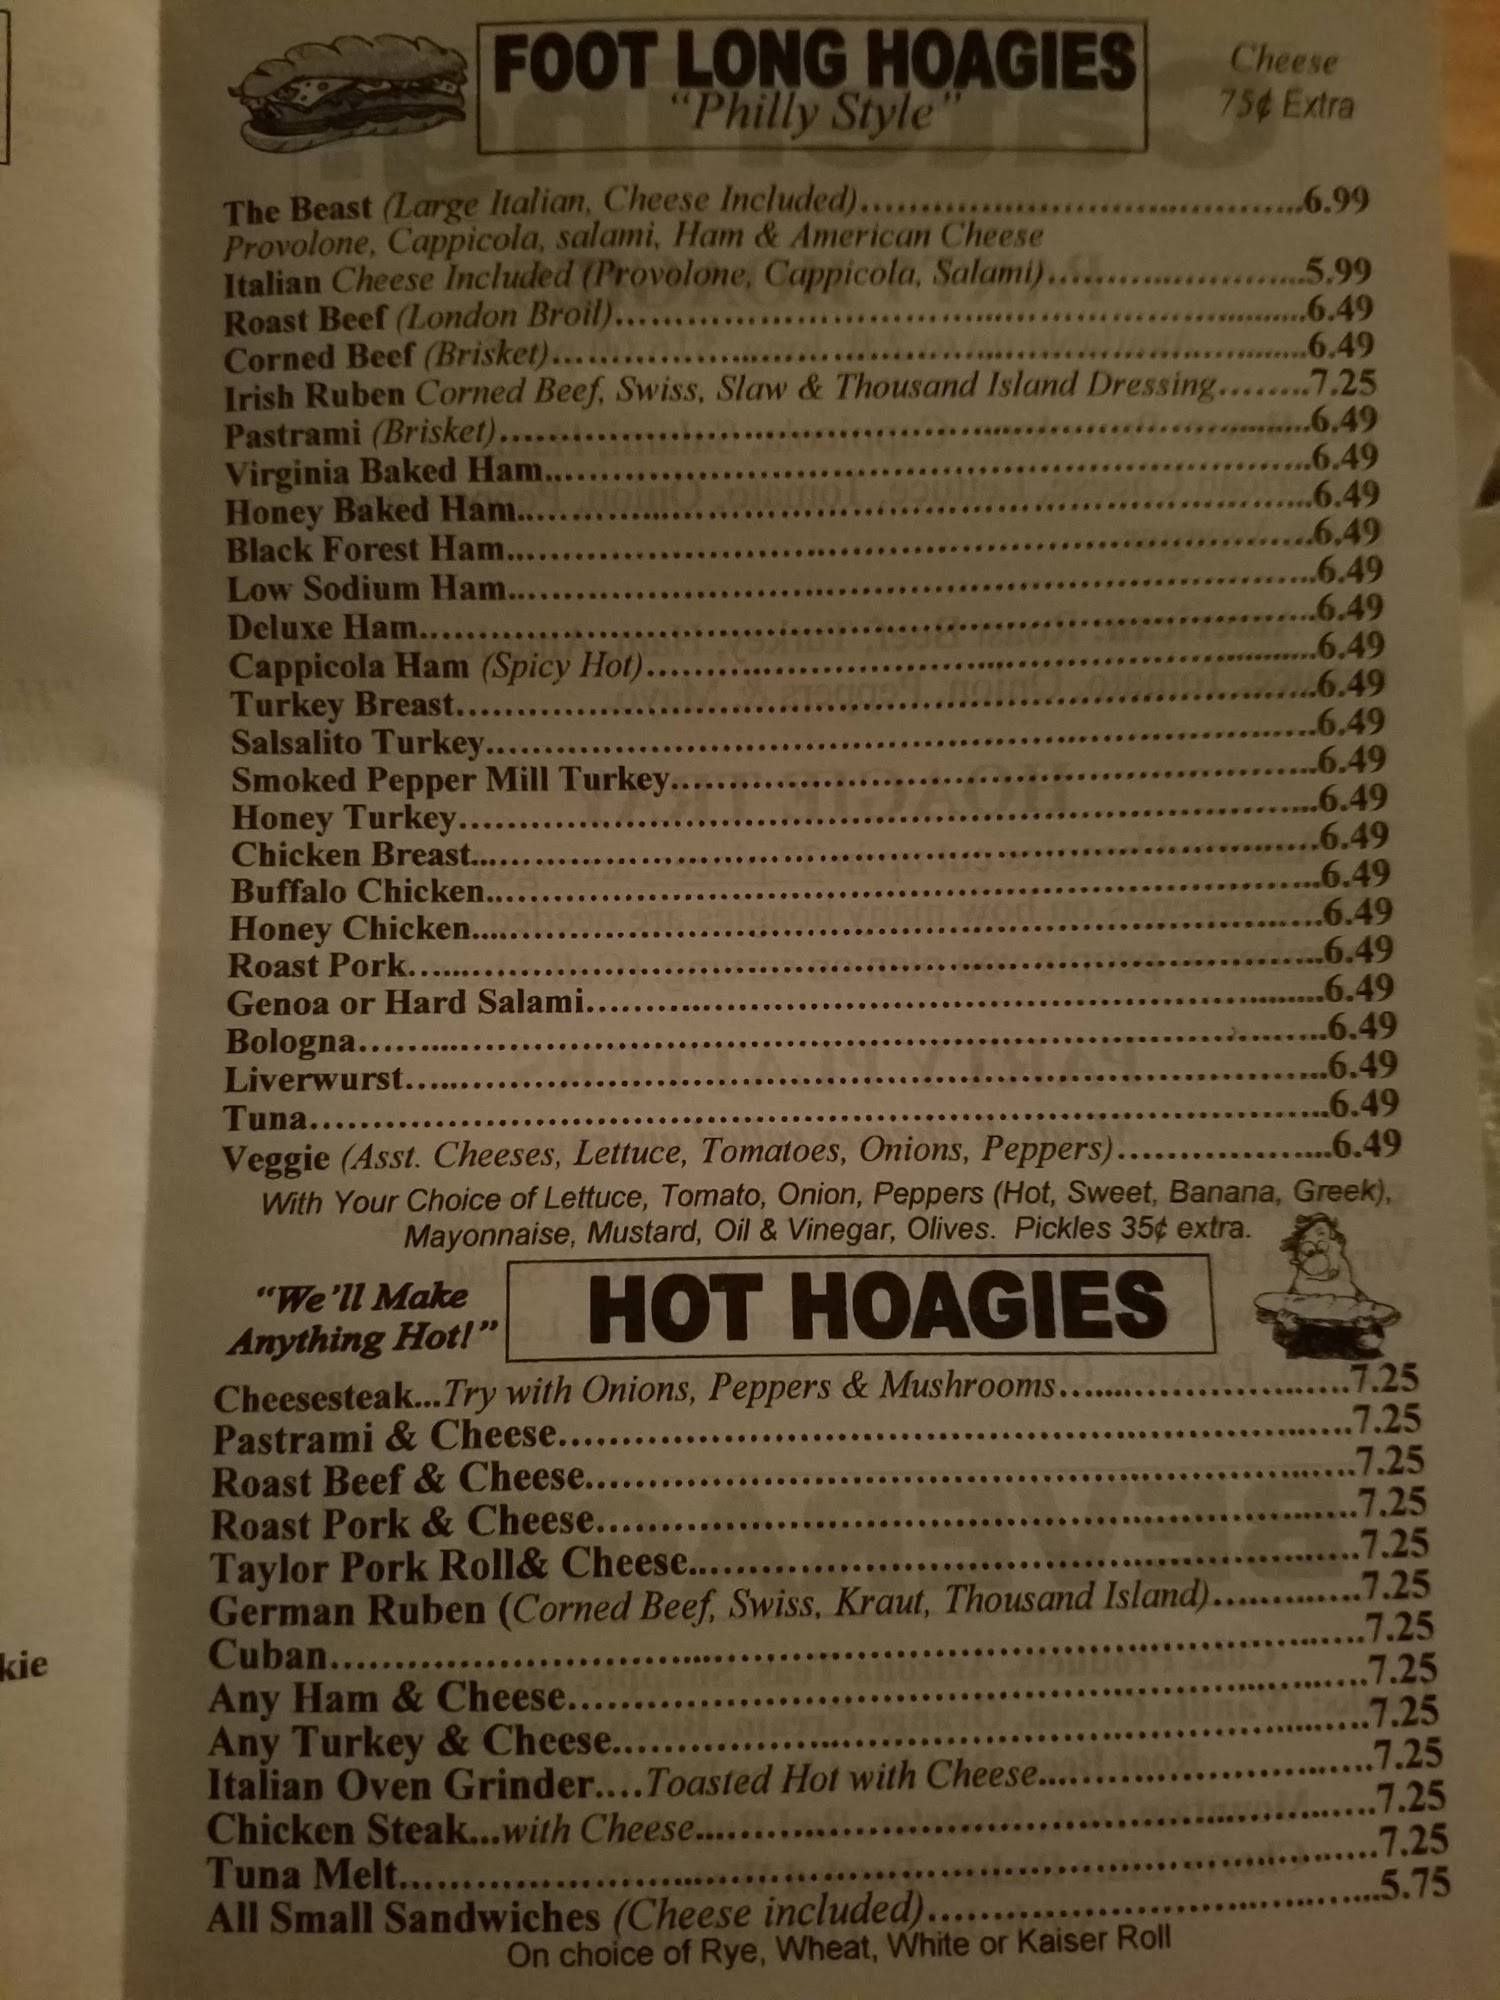 FOOT LONG HOAGIES
"Philly Style"
Cheese
75¢ Extra
The Beast (Large Italian, Cheese Included)...6.99
Provolone, Cappicola, salami, Ham & American Cheese
Italian Cheese Included (Provolone, Cappicola, Salami)...5.99
Roast Beef (London Broil)...6.49
Corned Beef (Brisket)...6.49
Irish Ruben Corned Beef, Swiss, Slaw & Thousand Island Dressing...7.25
Pastrami (Brisket)...6.49
Virginia Baked Ham...6.49
Honey Baked Ham...6.49
Black Forest Ham...6.49
Low Sodium Ham...6.49
Deluxe Ham...6.49
Cappicola Ham (Spicy Hot)...6.49
Turkey Breast...6.49
Salsalito Turkey...6.49
Smoked Pepper Mill Turkey...6.49
Honey Turkey...6.49
Chicken Breast...6.49
Buffalo Chicken...6.49
Honey Chicken...6.49
Roast Pork...6.49
Genoa or Hard Salami...6.49
Bologna...6.49
Liverwurst...6.49
Tuna...6.49
Veggie (Asst. Cheeses, Lettuce, Tomatoes, Onions, Peppers)...6.49
With Your Choice of Lettuce, Tomato, Onion, Peppers (Hot, Sweet, Banana, Greek),
Mayonnaise, Mustard, Oil & Vinegar, Olives. Pickles 35¢ extra.
"We'll Make
Anything Hot!"
HOT HOAGIES
Cheesesteak...Try with Onions, Peppers & Mushrooms...7.25
Pastrami & Cheese...7.25
Roast Beef & Cheese...7.25
Roast Pork & Cheese...7.25
Taylor Pork Roll& Cheese...7.25
German Ruben (Corned Beef, Swiss, Kraut, Thousand Island)...7.25
Cuban...7.25
Any Ham & Cheese...7.25
Any Turkey & Cheese...7.25
Italian Oven Grinder....Toasted Hot with Cheese...7.25
Chicken Steak...with Cheese...7.25
Tuna Melt...7.25
All Small Sandwiches (Cheese included)...5.75
On choice of Rye, Wheat, White or Kaiser Roll
kie